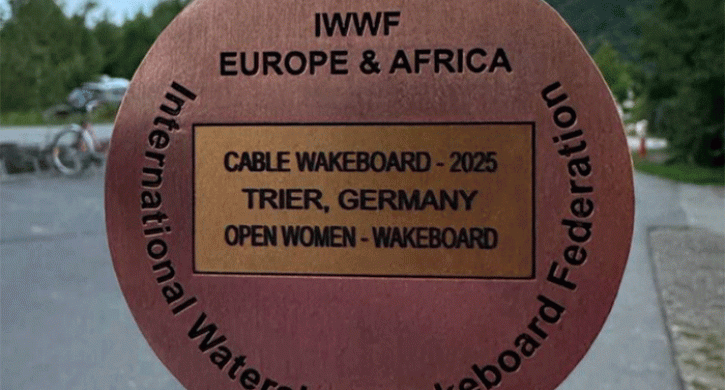 IWWF
EUROPE & AFRICA
CABLE WAKEBOARD - 2025
TRIER, GERMANY
OPEN WOMEN - WAKEBOARD
International
Federation